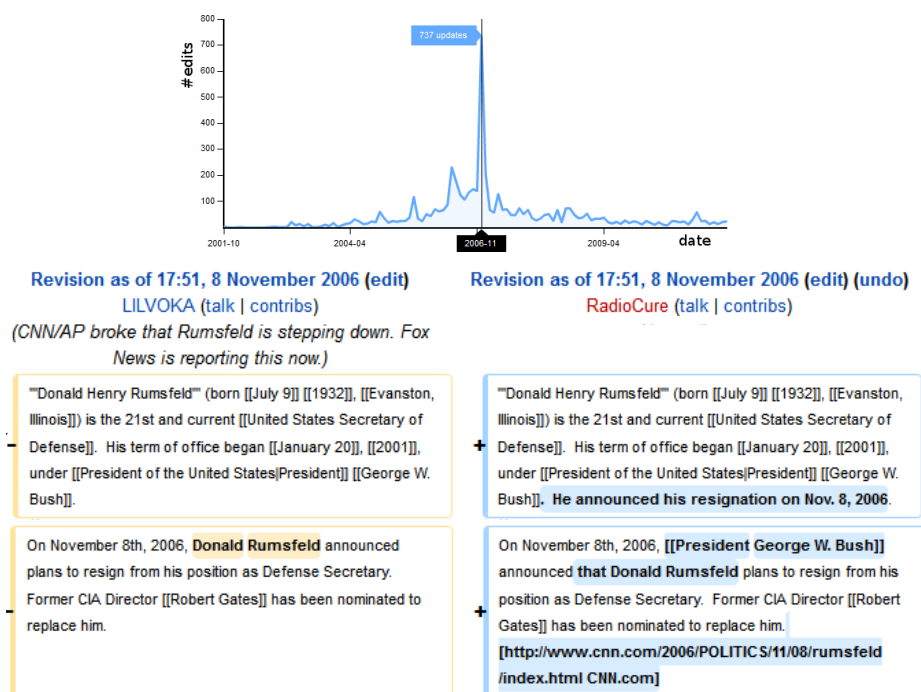 800
737 updates
700
#edits
600
500
400
300
200
100
2001-10
2004-04
2006-11
2009-04
date
Revision as of 17:51, 8 November 2006 (edit)
LILVOKA (talk | contribs)
(CNN/AP broke that Rumsfeld is stepping down. Fox
News is reporting this now.)
'''Donald Henry Rumsfeld''' (born [[July 9]] [[1932]], [[Evanston,
Illinois]]) is the 21st and current [[United States Secretary of
Defense]]. His term of office began [[January 20]], [[2001]],
under [[President of the United States|President]] [[George W.
Bush]].
On November 8th, 2006, Donald Rumsfeld announced
plans to resign from his position as Defense Secretary.
Former CIA Director [[Robert Gates]] has been nominated to
replace him.
Revision as of 17:51, 8 November 2006 (edit) (undo)
RadioCure (talk | contribs)
'''Donald Henry Rumsfeld''' (born [[July 9]] [[1932]], [[Evanston,
Illinois]]) is the 21st and current [[United States Secretary of
Defense]]. His term of office began [[January 20]], [[2001]],
under [[President of the United States|President]] [[George W.
Bush]]. He announced his resignation on Nov. 8, 2006.
On November 8th, 2006, [[President George W. Bush]]
announced that Donald Rumsfeld plans to resign from his
position as Defense Secretary. Former CIA Director [[Robert
Gates]] has been nominated to replace him.
[http://www.cnn.com/2006/POLITICS/11/08/rumsfeld
/index.html CNN.com]